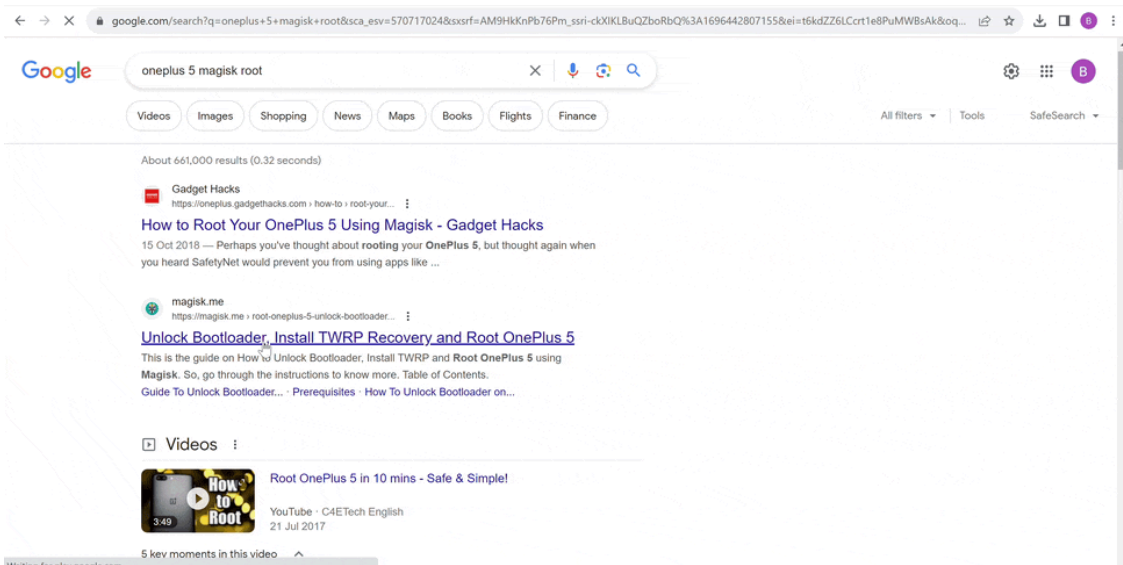 google.com/search?q=oneplus+5+magisk+root&sca_esv=570717024&sxsrf=AM9HkKnPb76Pm_ssri-ckXIKLBuQZboRbQ%3A1696442807155&ei=t6kdZZ6LCcrt1e8PuMWBsAk&oq...
B
Google
oneplus 5 magisk root
B
Videos Images Shopping News Maps Books Flights Finance All filters Tools SafeSearch
About 661,000 results (0.32 seconds)
Gadget Hacks
https://oneplus.gadgethacks.com › how-to › root-your...
How to Root Your OnePlus 5 Using Magisk - Gadget Hacks
15 Oct 2018 — Perhaps you've thought about rooting your OnePlus 5, but thought again when
you heard SafetyNet would prevent you from using apps like ...
magisk.me
https://magisk.me › root-oneplus-5-unlock-bootloader...
Unlock Bootloader, Install TWRP Recovery and Root OnePlus 5
This is the guide on How to Unlock Bootloader, Install TWRP and Root OnePlus 5 using
Magisk. So, go through the instructions to know more. Table of Contents.
Guide To Unlock Bootloader... · Prerequisites · How To Unlock Bootloader on...
Videos
How
to
Root
3:49
Root OnePlus 5 in 10 mins - Safe & Simple!
YouTube · C4ETech English
21 Jul 2017
5 key moments in this video